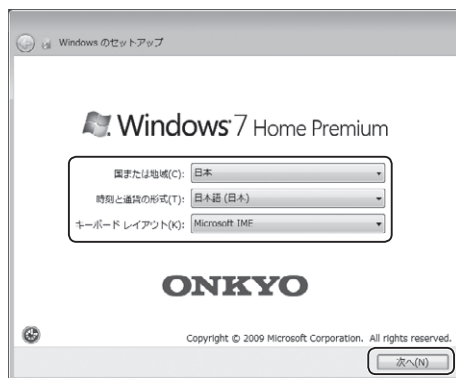 Windows のセットアップ
Windows 7 Home Premium
国または地域(C): 日本
時刻と通貨の形式(T): 日本語 (日本)
キーボード レイアウト(K): Microsoft IME
ONKYO
Copyright © 2009 Microsoft Corporation. All rights reserved.
次へ(N)